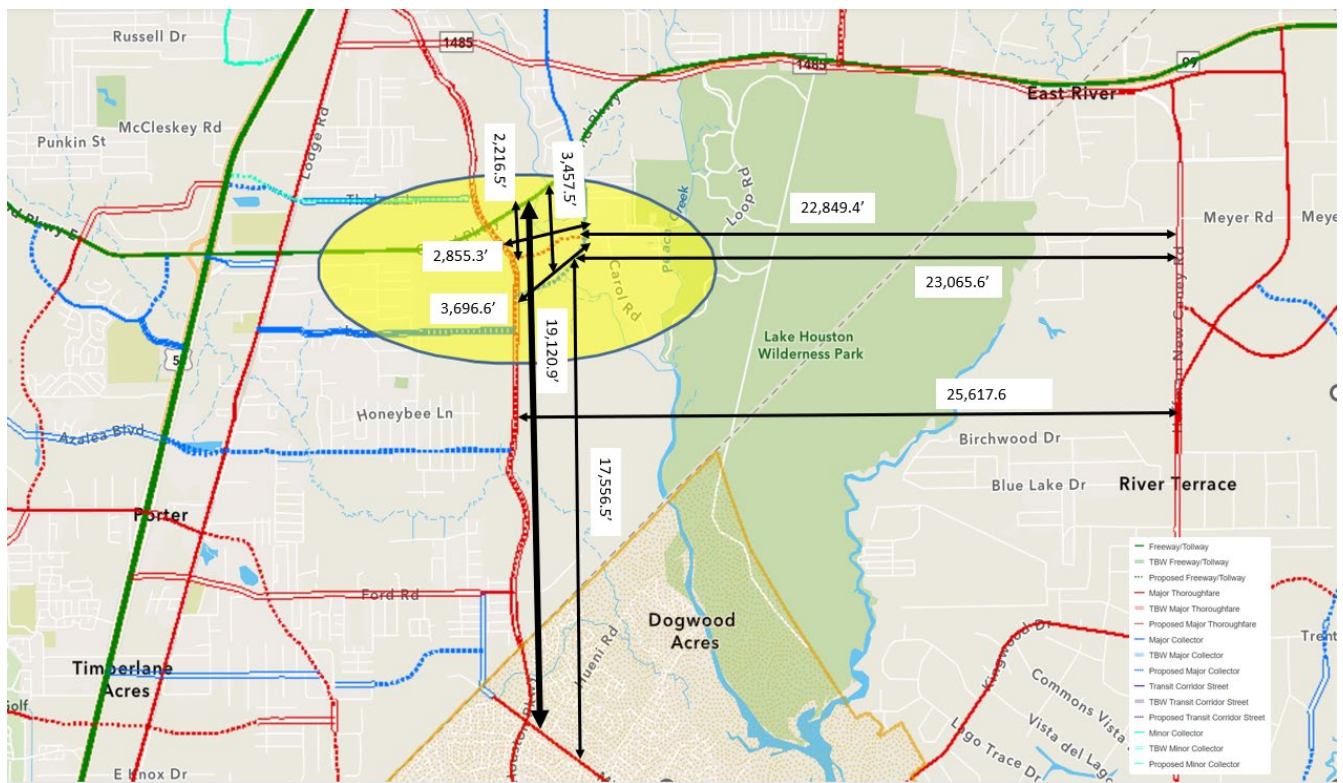 Russell Dr
1485
1485
99
East River
McCleskey Rd
Punkin St
Lodge Rd
2,216.5’
3,457.5’
Loop Rd
22,849.4’
Meyer Rd
2,855.3’
Carol Rd
23,065.6’
3,696.6’
19,120.9’
Lake Houston
Wilderness Park
Honeybee Ln
25,617.6
Azalea Blvd
Birchwood Dr
Blue Lake Dr
River Terrace
Porter
17,556.5’
Ford Rd
Hueni Rd
Dogwood
Acres
Kingwood Dr
Timberlane
Acres
Commons Vista
Vista del Lago
Lago Trace Dr
E Knox Dr
Freeway/Tollway
TBW Freeway/Tollway
Proposed Freeway/Tollway
Major Thoroughfare
TBW Major Thoroughfare
Proposed Major Thoroughfare
Major Collector
TBW Major Collector
Proposed Major Collector
Transit Corridor Street
TBW Transit Corridor Street
Proposed Transit Corridor Street
Minor Collector
TBW Minor Collector
Proposed Minor Collector